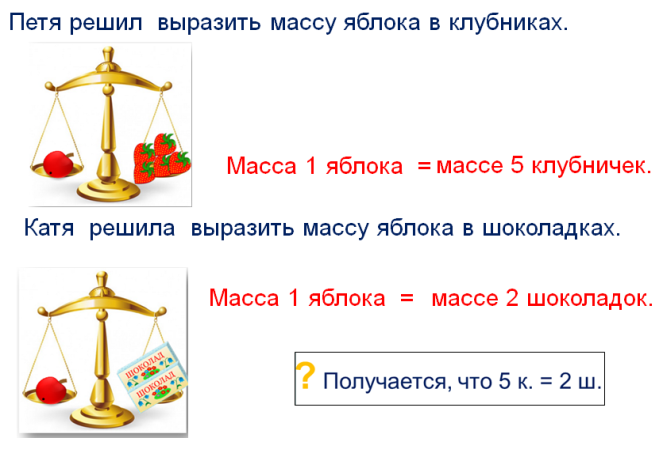 Петя решил выразить массу яблока в клубниках.
Масса 1 яблока = массе 5 клубничек.
Катя решила выразить массу яблока в шоколадках.
Масса 1 яблока = массе 2 шоколадок.
ШОКОЛАД
ШОКОЛАД
? Получается, что 5 к. = 2 ш.